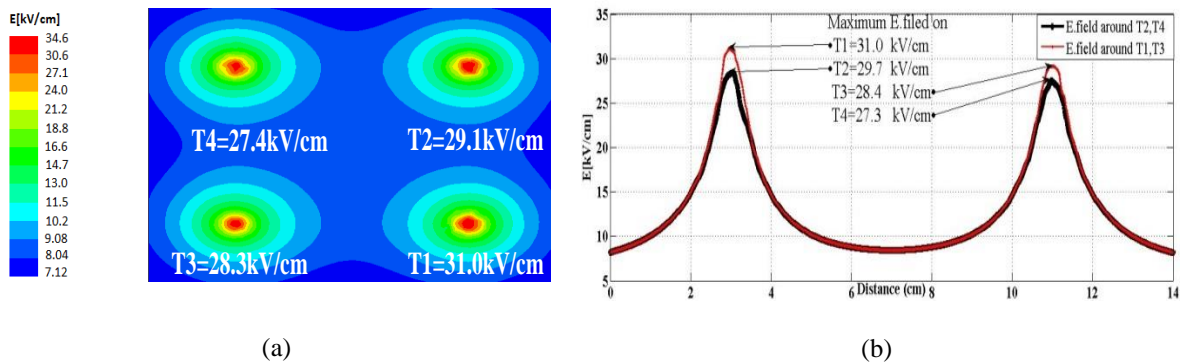 E[kV/cm]
34.6
30.6
27.1
24.0
21.2
18.8
16.6
14.7
13.0
11.5
10.2
9.08
8.04
7.12
T4=27.4kV/cm
T2=29.1kV/cm
T3=28.3kV/cm
T1=31.0kV/cm
(a)
(b)
35
30
25
20
15
10
5
E[kV/cm]
0
2
4
6
8
10
12
14
Distance (cm)
Maximum E.filed on
T1=31.0 kV/cm
T2=29.7 kV/cm
T3=28.4 kV/cm
T4=27.3 kV/cm
E.field around T2,T4
E.field around T1,T3